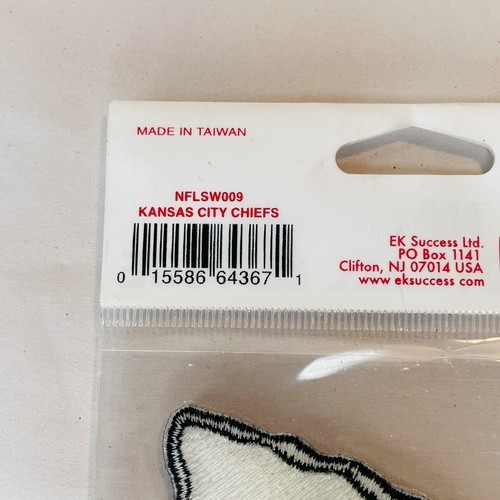 MADE IN TAIWAN
NFLSW009
KANSAS CITY CHIEFS
0 15586 64367 1
EK Success Ltd.
PO Box 1141
Clifton, NJ 07014 USA
www.eksuccess.com